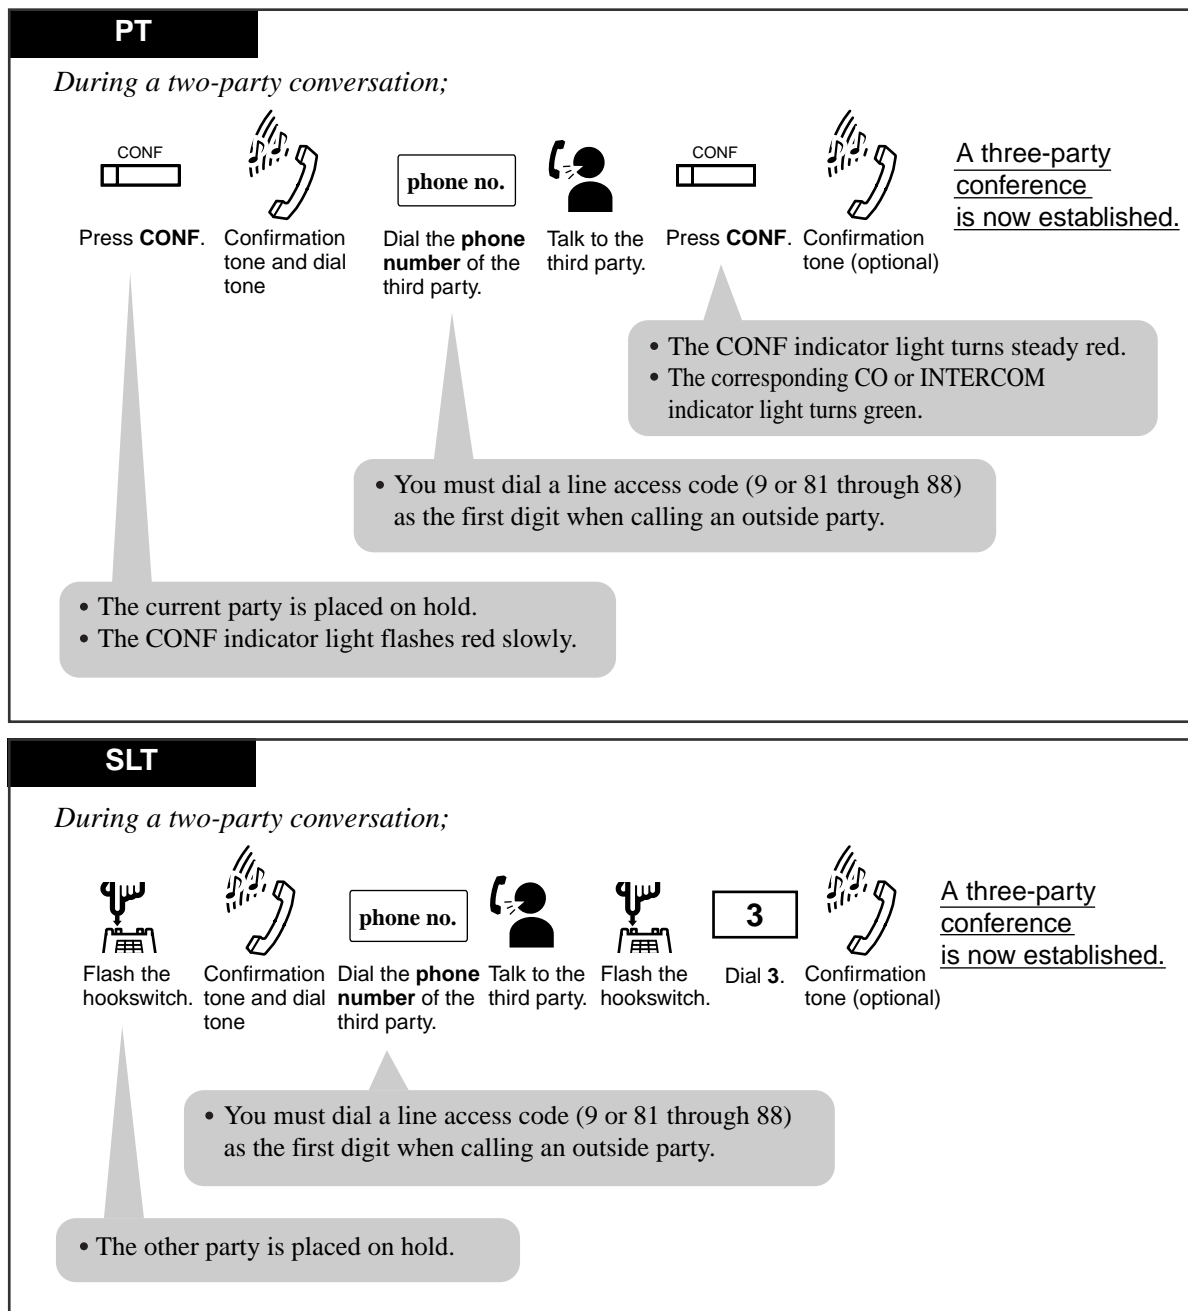 PT
During a two-party conversation;
CONF
phone no.
CONF
Press CONF.
Confirmation
tone and dial
tone
Dial the phone
number of the
third party.
Talk to the
third party.
Press CONF.
Confirmation
tone (optional)
A three-party
conference
is now established.
• The CONF indicator light turns steady red.
• The corresponding CO or INTERCOM
indicator light turns green.
• You must dial a line access code (9 or 81 through 88)
as the first digit when calling an outside party.
• The current party is placed on hold.
• The CONF indicator light flashes red slowly.
SLT
During a two-party conversation;
phone no.
3
Flash the
hookswitch.
Confirmation
tone and dial
tone
Dial the phone
number of the
third party.
Talk to the
third party.
Flash the
hookswitch.
Dial 3.
Confirmation
tone (optional)
A three-party
conference
is now established.
• You must dial a line access code (9 or 81 through 88)
as the first digit when calling an outside party.
• The other party is placed on hold.